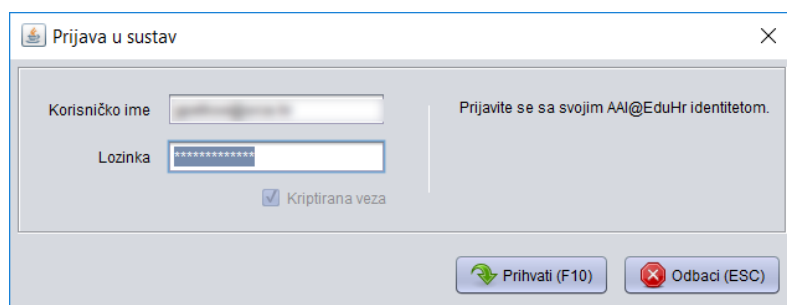 Prijava u sustav
Korisničko ime
Prijavite se sa svojim AAI@EduHr identitetom.
Lozinka
*************
Kriptirana veza
Prihvati (F10)
Odbaci (ESC)